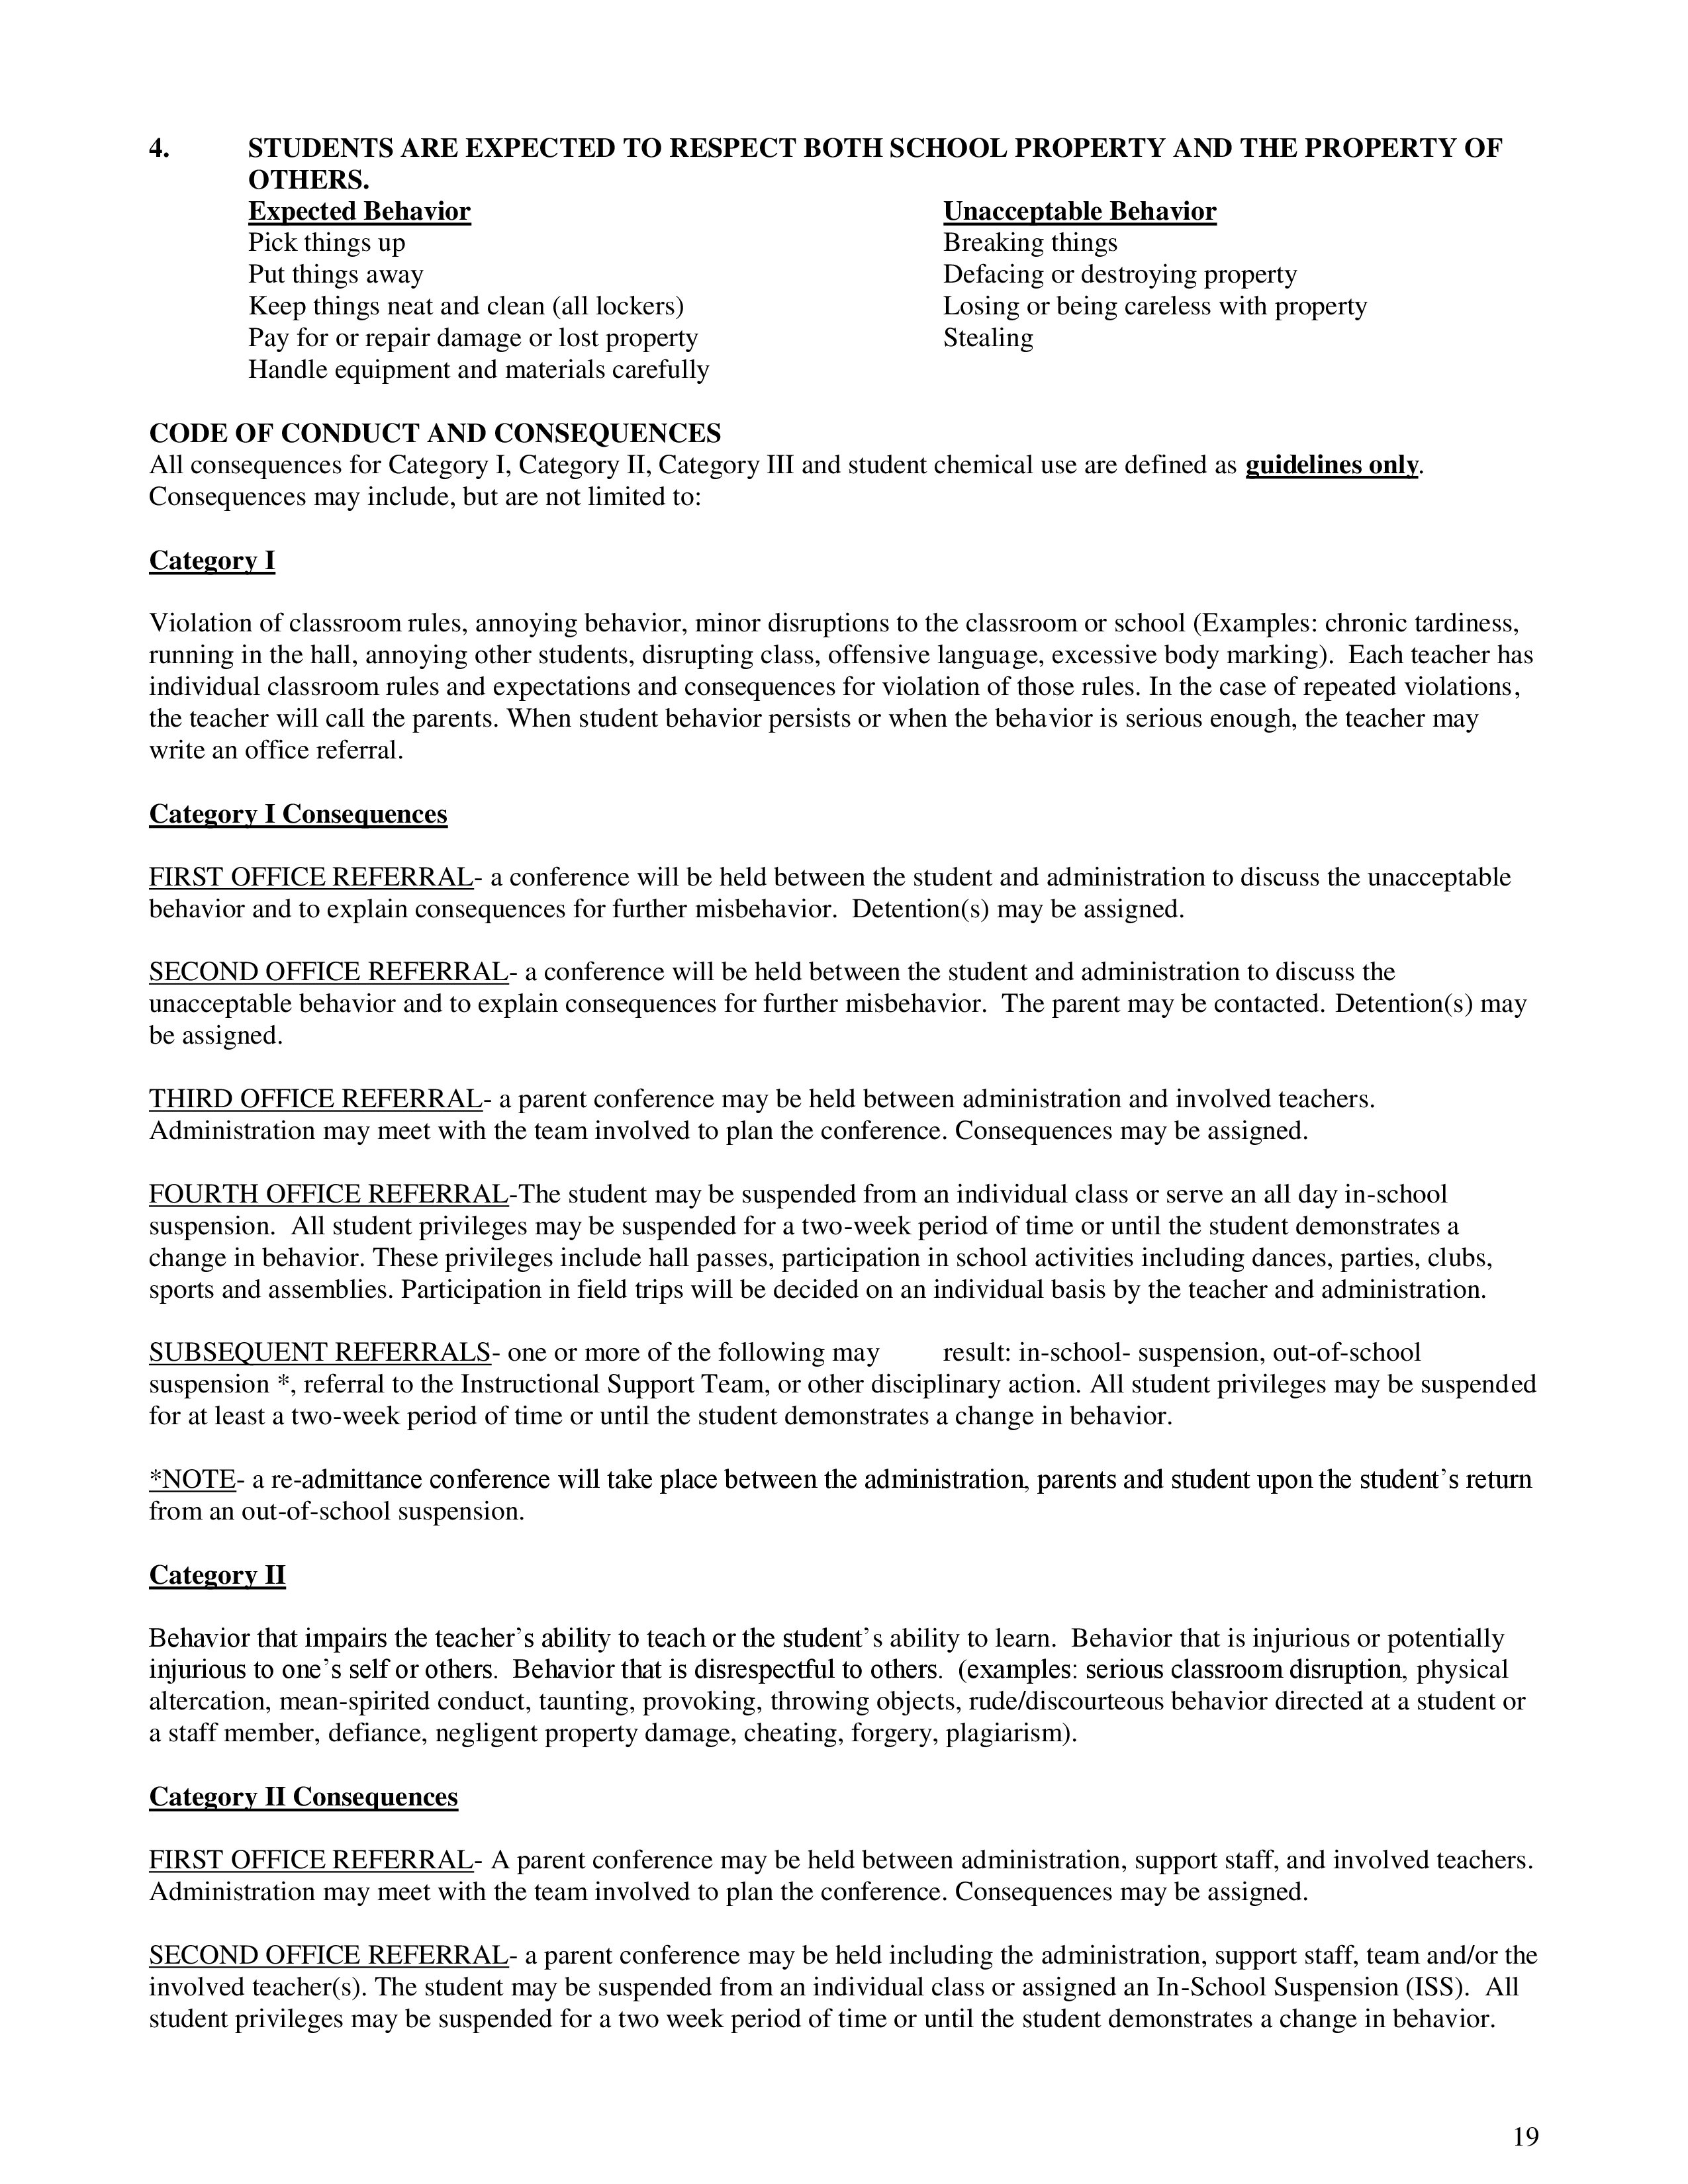 4. STUDENTS ARE EXPECTED TO RESPECT BOTH SCHOOL PROPERTY AND THE PROPERTY OF
OTHERS.
Expected Behavior Unacceptable Behavior
Pick things up Breaking things
Put things away Defacing or destroying property
Keep things neat and clean (all lockers) Losing or being careless with property
Pay for or repair damage or lost property Stealing
Handle equipment and materials carefully
CODE OF CONDUCT AND CONSEQUENCES
All consequences for Category I, Category II, Category III and student chemical use are defined as guidelines only.
Consequences may include, but are not limited to:
Category I
Violation of classroom rules, annoying behavior, minor disruptions to the classroom or school (Examples: chronic tardiness,
running in the hall, annoying other students, disrupting class, offensive language, excessive body marking). Each teacher has
individual classroom rules and expectations and consequences for violation of those rules. In the case of repeated violations,
the teacher will call the parents. When student behavior persists or when the behavior is serious enough, the teacher may
write an office referral.
Category I Consequences
FIRST OFFICE REFERRAL- a conference will be held between the student and administration to discuss the unacceptable
behavior and to explain consequences for further misbehavior. Detention(s) may be assigned.
SECOND OFFICE REFERRAL- a conference will be held between the student and administration to discuss the
unacceptable behavior and to explain consequences for further misbehavior. The parent may be contacted. Detention(s) may
be assigned.
THIRD OFFICE REFERRAL- a parent conference may be held between administration and involved teachers.
Administration may meet with the team involved to plan the conference. Consequences may be assigned.
FOURTH OFFICE REFERRAL-The student may be suspended from an individual class or serve an all day in-school
suspension. All student privileges may be suspended for a two-week period of time or until the student demonstrates a
change in behavior. These privileges include hall passes, participation in school activities including dances, parties, clubs,
sports and assemblies. Participation in field trips will be decided on an individual basis by the teacher and administration.
SUBSEQUENT REFERRALS- one or more of the following may result: in-school- suspension, out-of-school
suspension *, referral to the Instructional Support Team, or other disciplinary action. All student privileges may be suspended
for at least a two-week period of time or until the student demonstrates a change in behavior.
*NOTE- a re-admittance conference will take place between the administration, parents and student upon the student’s return
from an out-of-school suspension.
Category II
Behavior that impairs the teacher’s ability to teach or the student’s ability to learn. Behavior that is injurious or potentially
injurious to one’s self or others. Behavior that is disrespectful to others. (examples: serious classroom disruption, physical
altercation, mean-spirited conduct, taunting, provoking, throwing objects, rude/discourteous behavior directed at a student or
a staff member, defiance, negligent property damage, cheating, forgery, plagiarism).
Category II Consequences
FIRST OFFICE REFERRAL- A parent conference may be held between administration, support staff, and involved teachers.
Administration may meet with the team involved to plan the conference. Consequences may be assigned.
SECOND OFFICE REFERRAL- a parent conference may be held including the administration, support staff, team and/or the
involved teacher(s). The student may be suspended from an individual class or assigned an In-School Suspension (ISS). All
student privileges may be suspended for a two week period of time or until the student demonstrates a change in behavior.
19